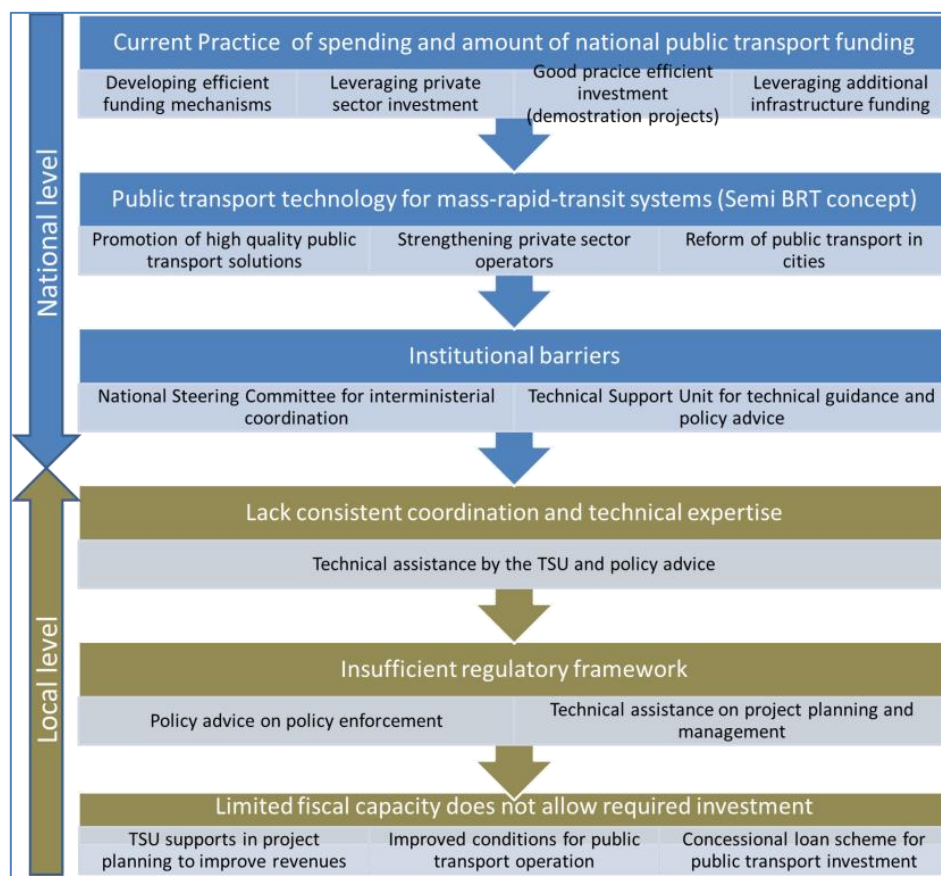 National level
Current Practice of spending and amount of national public transport funding
Developing efficient
funding mechanisms
Leveraging private
sector investment
Good pracice efficient
investment
(demostration projects)
Leveraging additional
infrastructure funding
Public transport technology for mass-rapid-transit systems (Semi BRT concept)
Promotion of high quality public
transport solutions
Strengthening private sector
operators
Reform of public transport in
cities
Institutional barriers
National Steering Committee for interministerial
coordination
Technical Support Unit for technical guidance and
policy advice
Local level
Lack consistent coordination and technical expertise
Technical assistance by the TSU and policy advice
Insufficient regulatory framework
Policy advice on policy enforcement
Technical assistance on project planning and
management
Limited fiscal capacity does not allow required investment
TSU supports in project
planning to improve revenues
Improved conditions for public
transport operation
Concessional loan scheme for
public transport investment